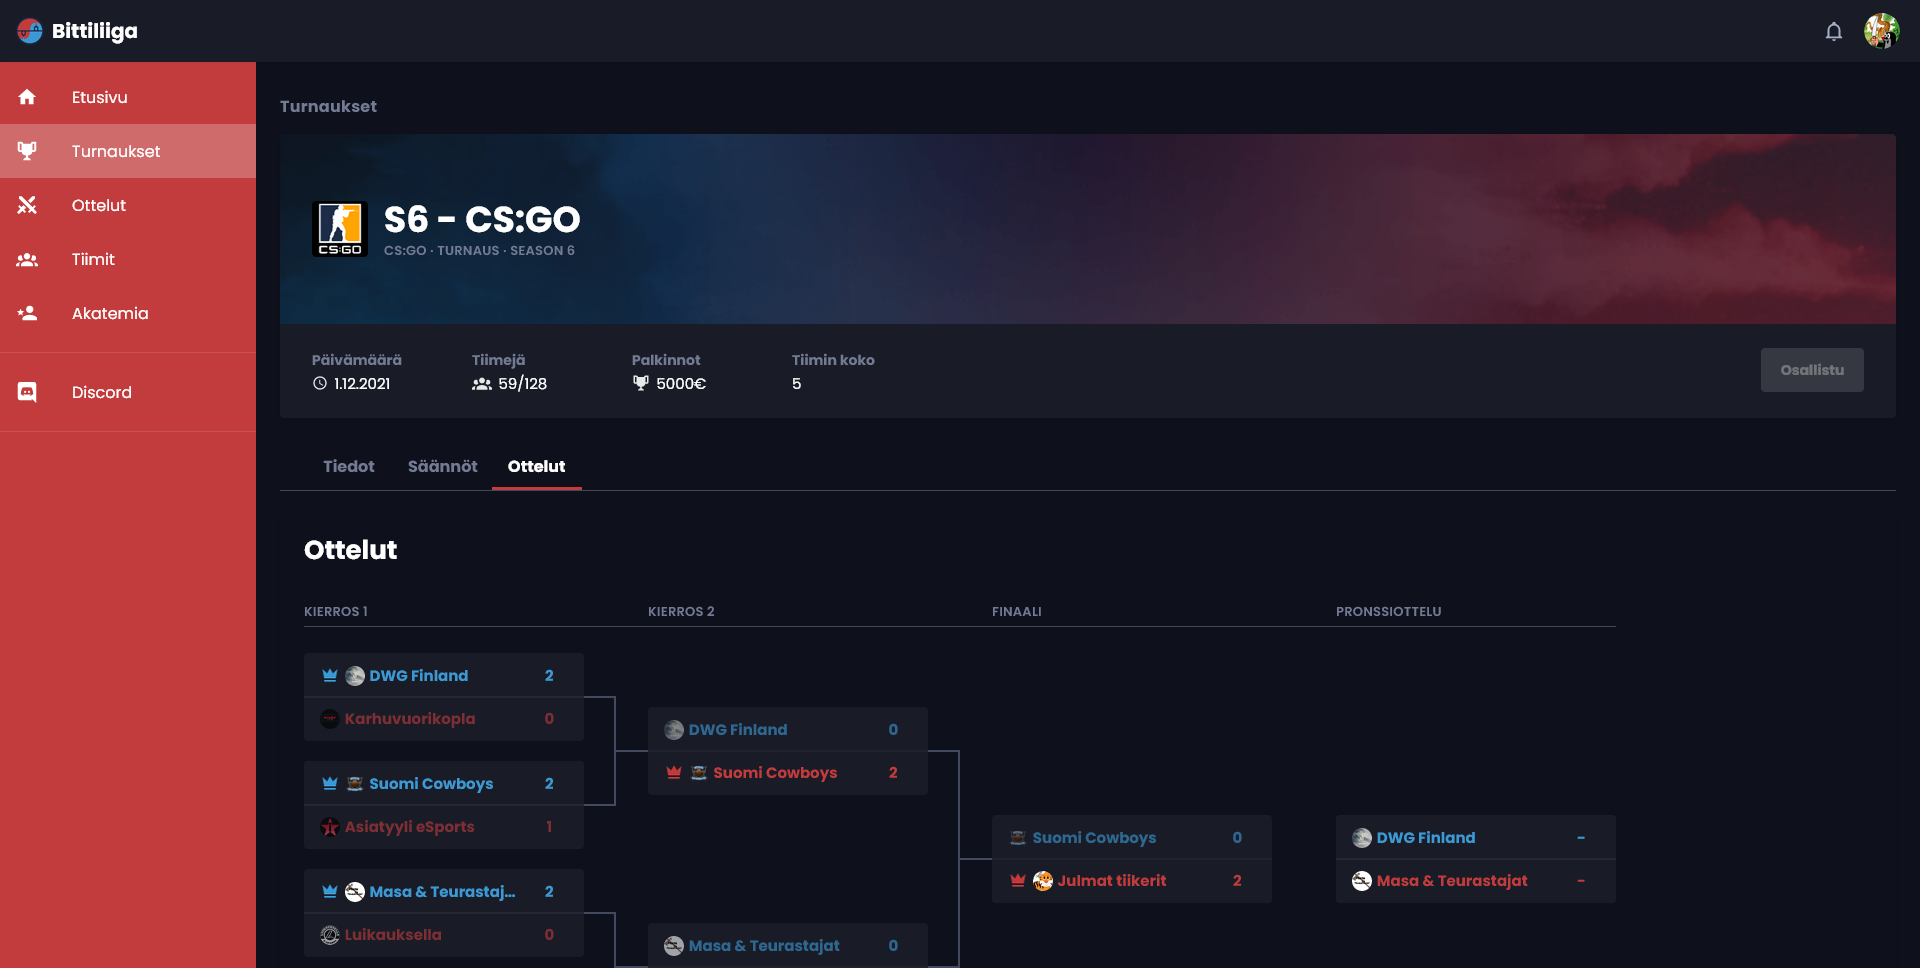 Bittiliiga
Etusivu
Turnaukset
Ottelut
Tiimit
Akatemia
Discord
Turnaukset
CS:GO
S6 - CS:GO
CS:GO · TURNAUS · SEASON 6
Päivämäärä
1.12.2021
Tiimejä
59/128
Palkinnot
5000€
Tiimin koko
5
Osallistu
Tiedot Säännöt Ottelut
Ottelut
KIERROS 1
KIERROS 2
FINAALI
PRONSSIOTTELU
DWG Finland 2
Karhuvuorikopla 0
Suomi Cowboys 2
Asiatyyli eSports 1
Masa & Teurastaj... 2
Luikauksella 0
DWG Finland 0
Suomi Cowboys 2
Masa & Teurastajat 0
Suomi Cowboys 0
Julmat tiikerit 2
DWG Finland -
Masa & Teurastajat -